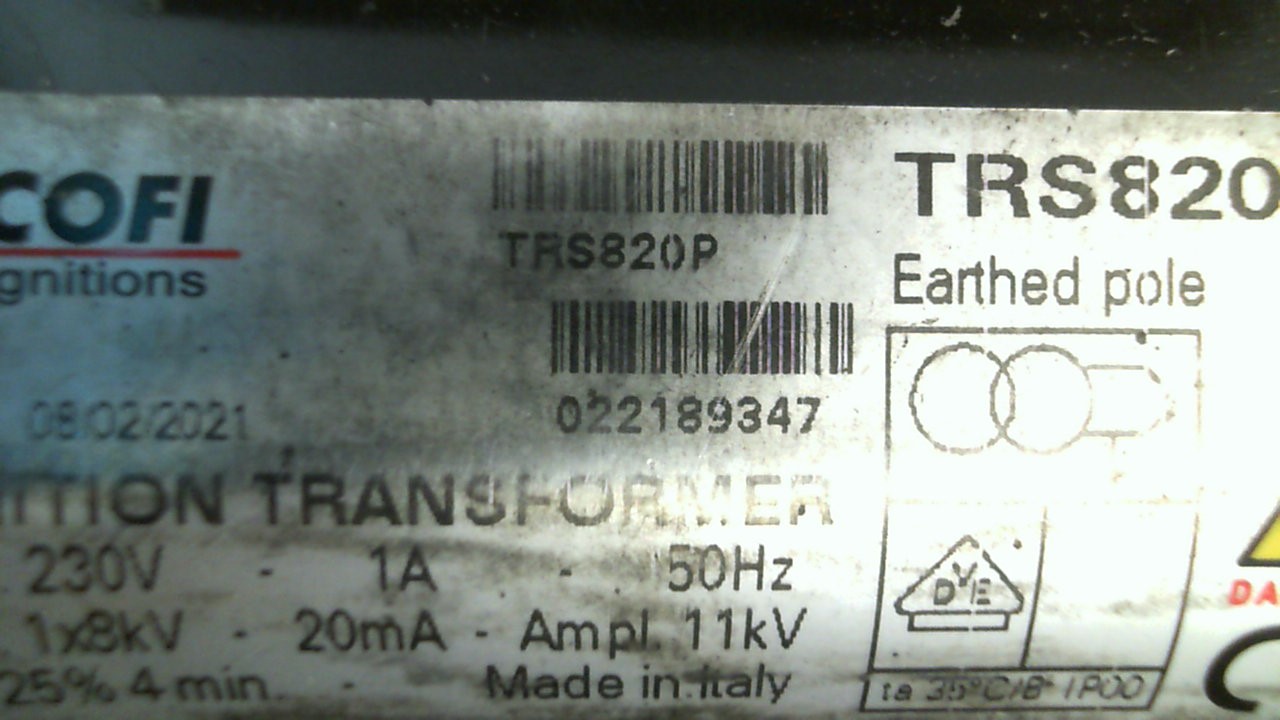 COFI
gnitions
TRS820P
022189347
08/02/2021
TRS820
Earthed pole
ITION TRANSFORMER
230V - 1A - 50Hz
1x8kV - 20mA - Ampl. 11kV
25% 4 min. - Made in Italy
DVE
ta 35°C/B IP00
DA